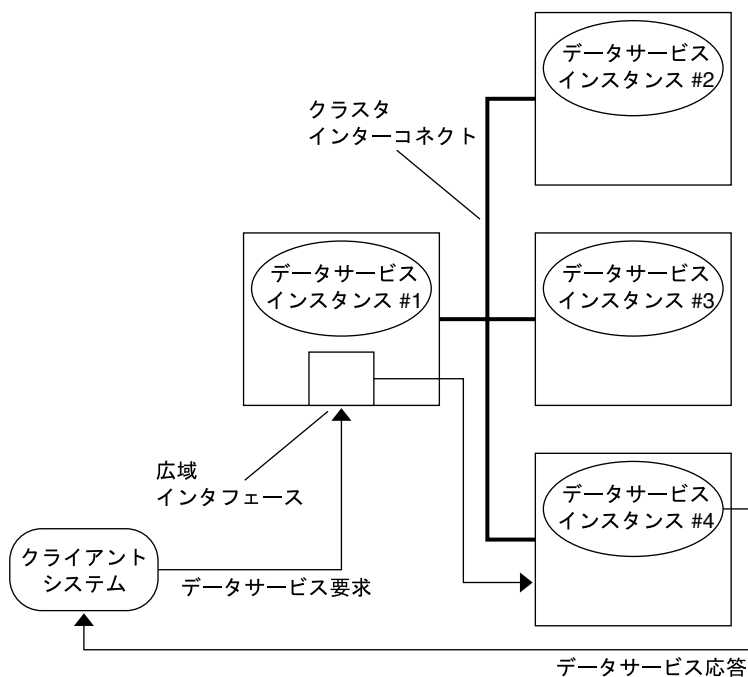 データサービス
インスタンス #2
クラスタ
インターコネクト
データサービス
インスタンス #1
データサービス
インスタンス #3
広域
インタフェース
データサービス
インスタンス #4
クライアント
システム
データサービス要求
データサービス応答